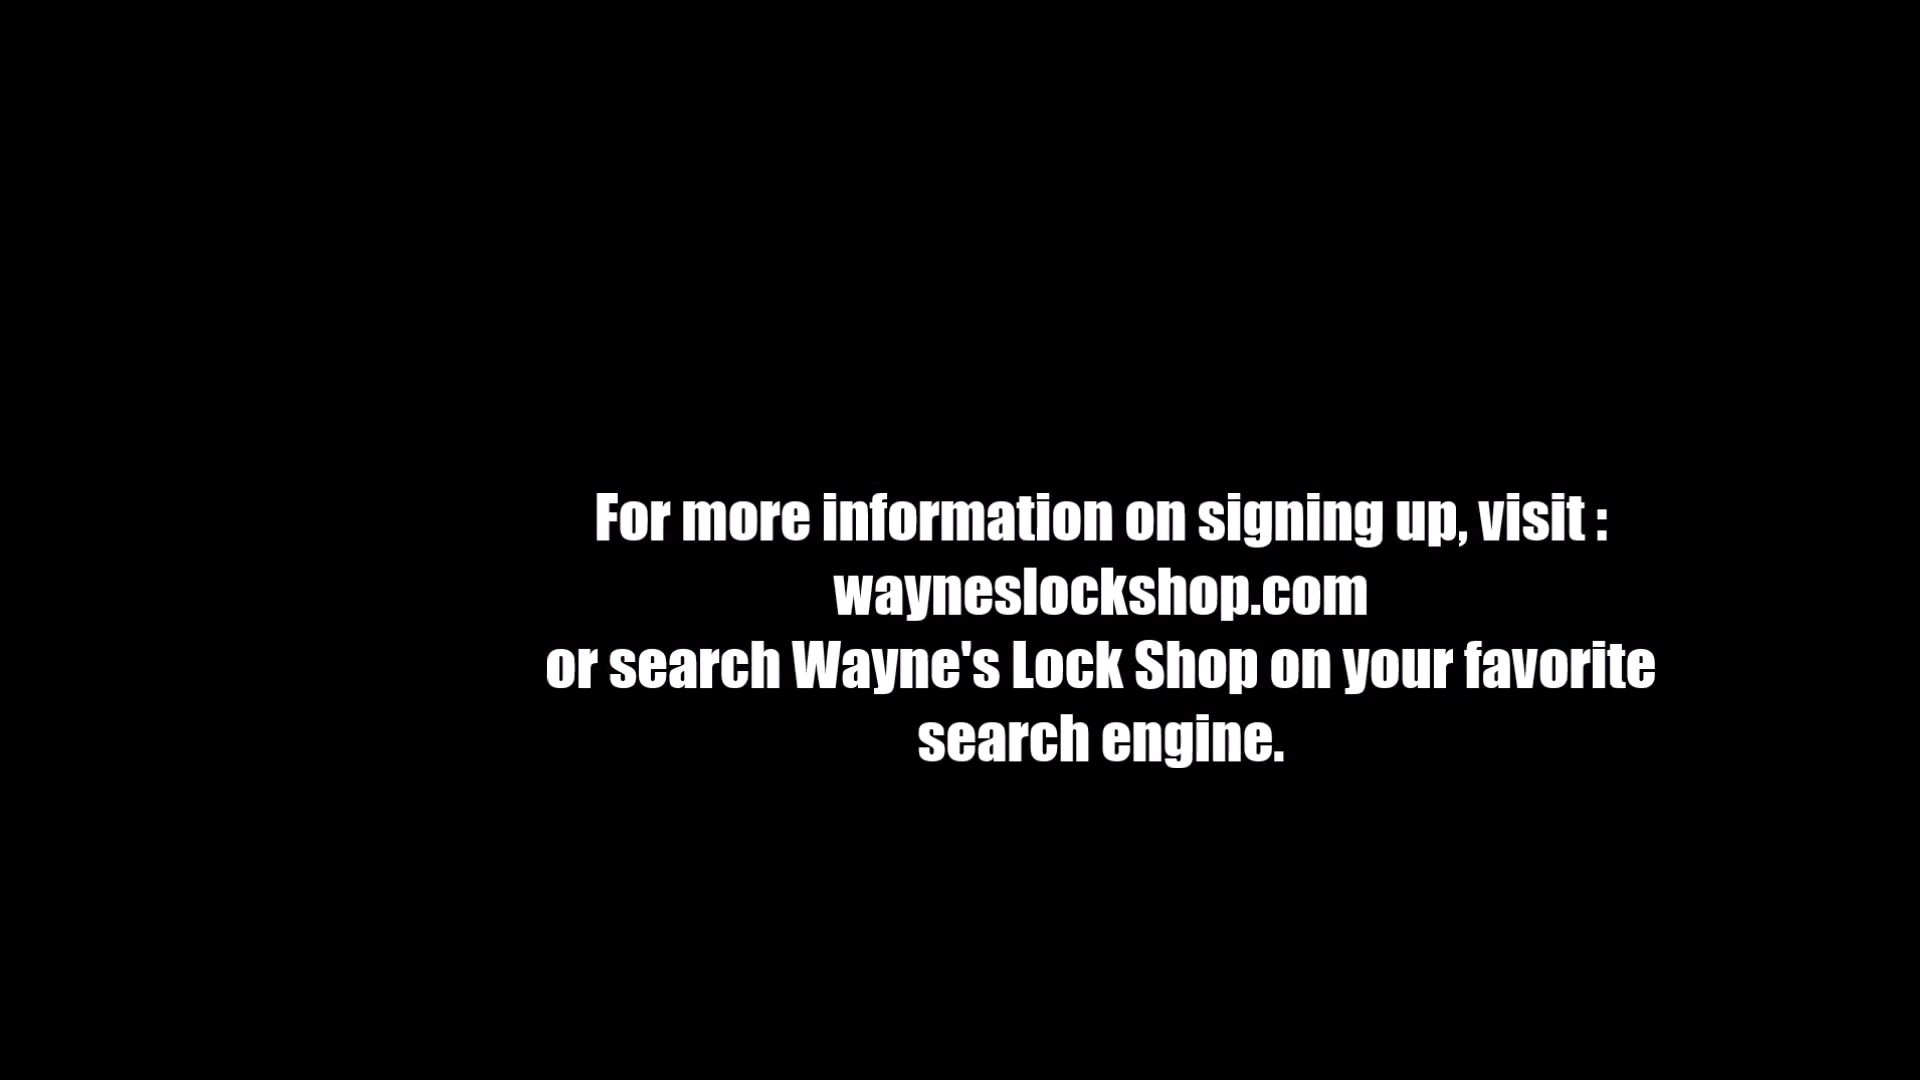 For more information on signing up, visit :
wayneslockshop.com
or search Wayne's Lock Shop on your favorite
search engine.